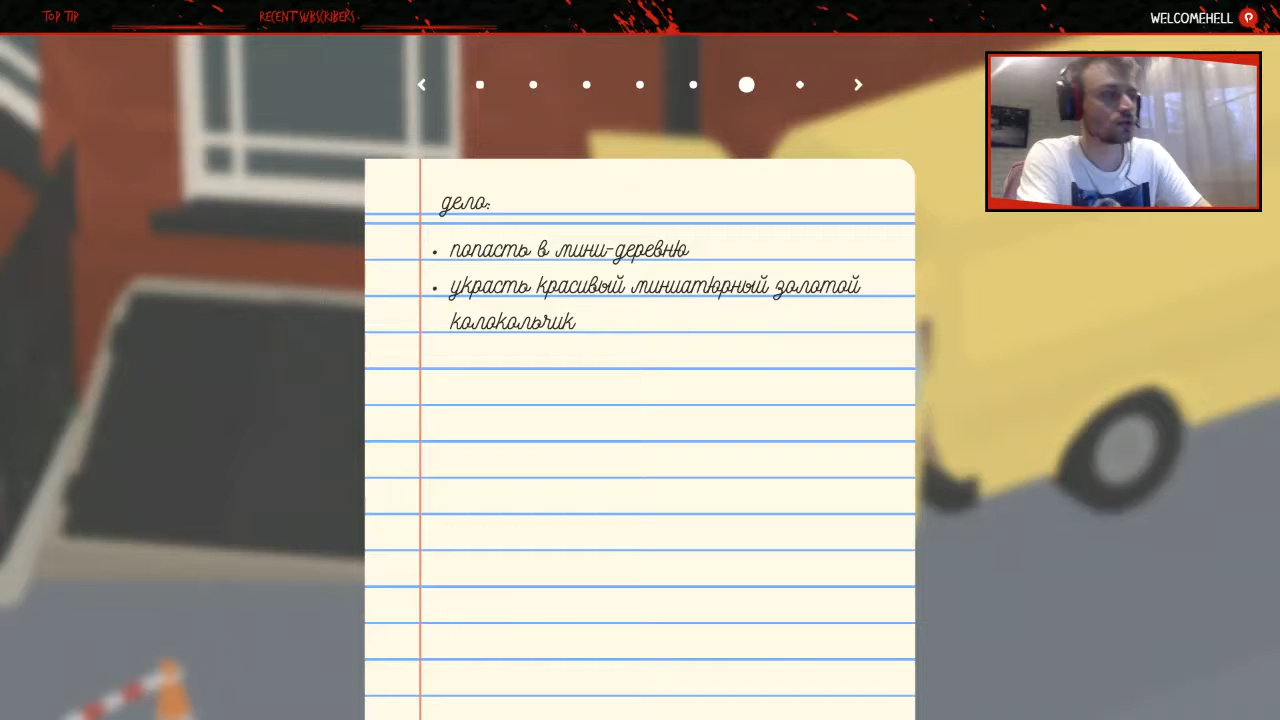 TOP TIP
RECENT SUBSCRIBERS
WELCOMEHELL
дело:
• попасть в мини-деревню
• украсть красивый миниатюрный золотой
колокольчик